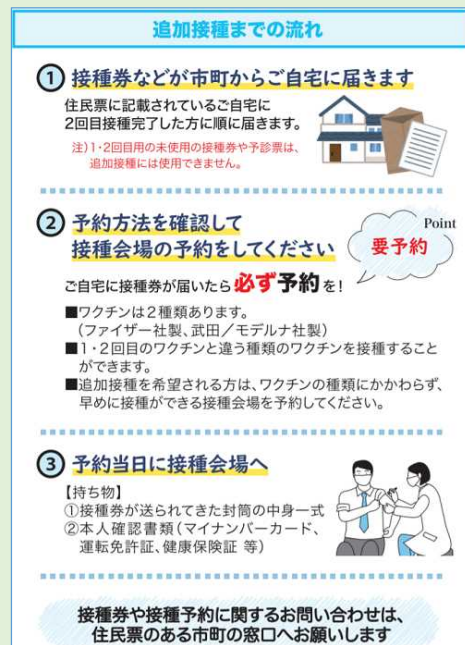 追加接種までの流れ
① 接種券などが市町からご自宅に届きます
住民票に記載されているご自宅に
2回目接種完了した方に順に届きます。
注)1・2回目用の未使用の接種券や予診票は、
追加接種には使用できません。
② 予約方法を確認して
接種会場の予約をしてください
Point
要予約
ご自宅に接種券が届いたら必ず予約を!
■ワクチンは2種類あります。
(ファイザー社製、武田/モデルナ社製)
■1・2回目のワクチンと違う種類のワクチンを接種すること
ができます。
■追加接種を希望される方は、ワクチンの種類にかかわらず、
早めに接種ができる接種会場を予約してください。
③ 予約当日に接種会場へ
【持ち物】
①接種券が送られてきた封筒の中身一式
②本人確認書類(マイナンバーカード、
運転免許証、健康保険証 等)
接種券や接種予約に関するお問い合わせは、
住民票のある市町の窓口へお願いします